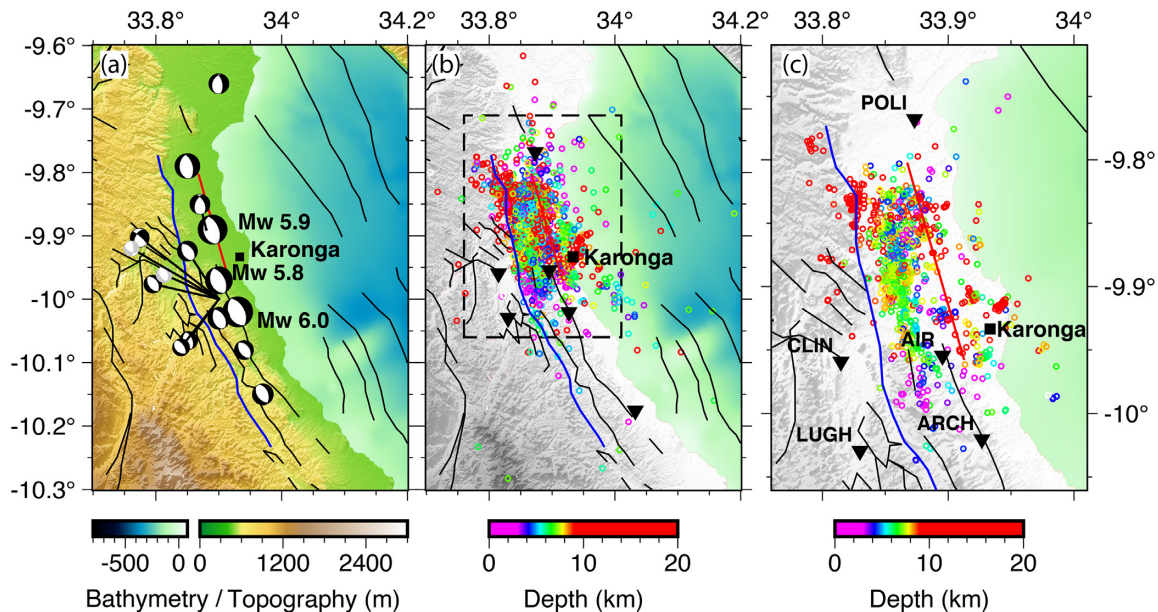 33.8° 34° 34.2° 33.8° 34° 34.2° 33.8° 33.9° 34°
-9.6°
(a) (b) (c)
-9.7°
POLI
-9.8° -9.8°
Mw 5.9
-9.9° Karonga Karonga -9.9°
Mw 5.8
Karonga
-10° AIR
Mw 6.0 CLIN
-10.1° -10°
ARCH
LUGH
-10.2°
-10.3°
-500 0 0 1200 2400 0 10 20 0 10 20
Bathymetry / Topography (m) Depth (km) Depth (km)